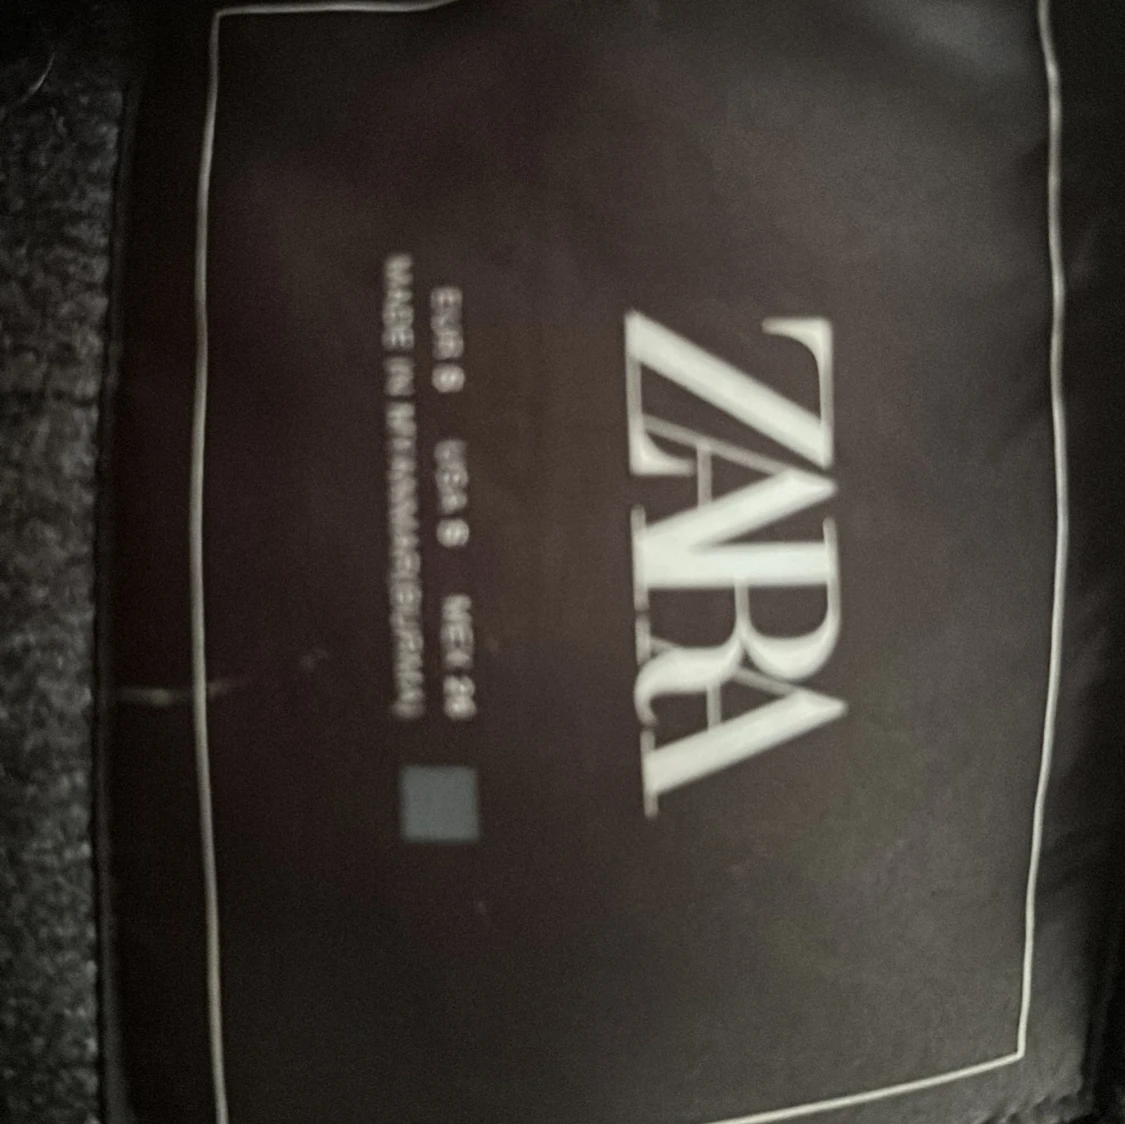 ZARA
EUR S USA S MEX 26
MADE IN MYANMAR(BURMA)